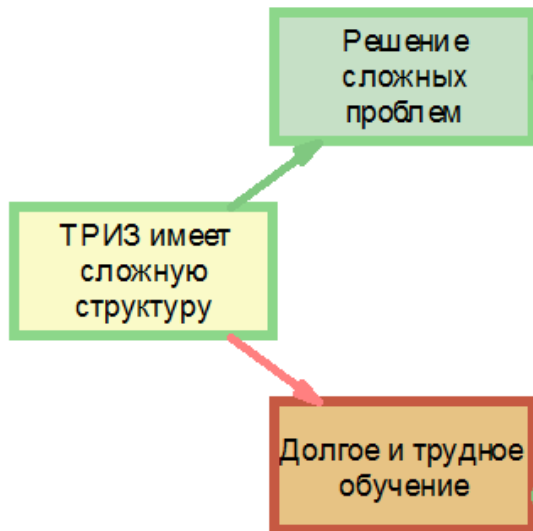 Решение
сложных
проблем
ТРИЗ имеет
сложную
структуру
Долгое и трудное
обучение